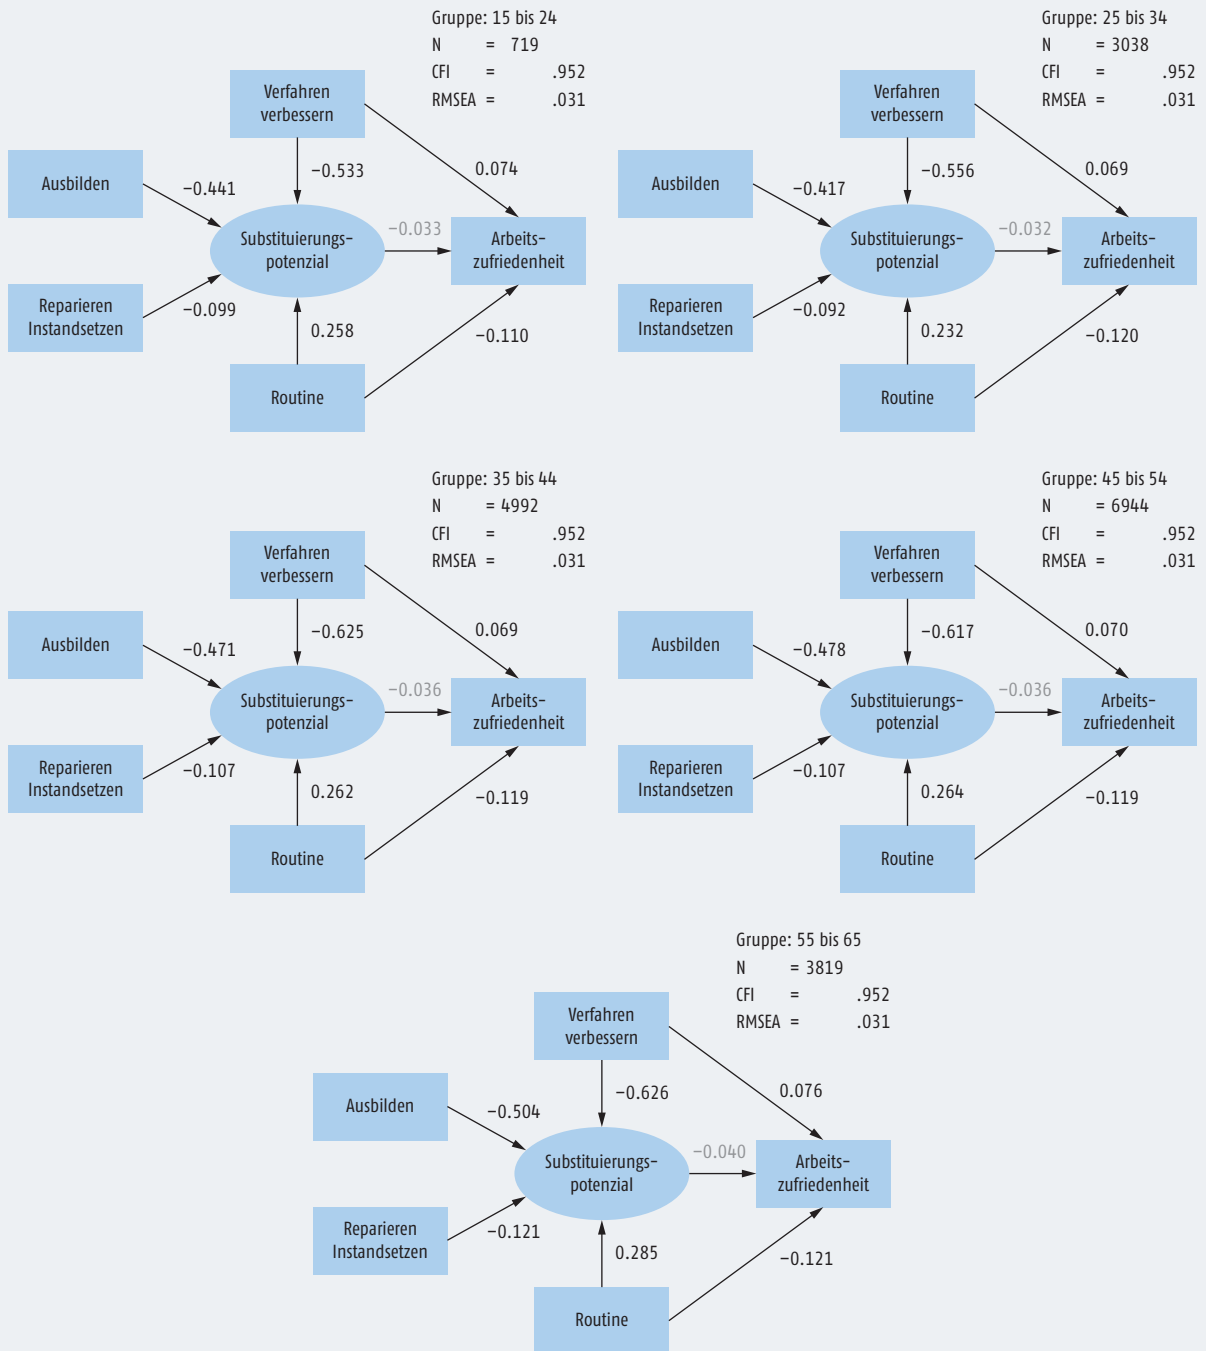 Gruppe: 15 bis 24
N = 719
CFI = .952
RMSEA = .031
Verfahren
verbessern
Ausbilden
−0.441
−0.533
0.074
Substituierungs-
potenzial
−0.033
Arbeits-
zufriedenheit
Reparieren
Instandsetzen
−0.099
0.258
−0.110
Routine
Gruppe: 25 bis 34
N = 3038
CFI = .952
RMSEA = .031
Verfahren
verbessern
Ausbilden
−0.417
−0.556
0.069
Substituierungs-
potenzial
−0.032
Arbeits-
zufriedenheit
Reparieren
Instandsetzen
−0.092
0.232
−0.120
Routine
Gruppe: 35 bis 44
N = 4992
CFI = .952
RMSEA = .031
Verfahren
verbessern
Ausbilden
−0.471
−0.625
0.069
Substituierungs-
potenzial
−0.036
Arbeits-
zufriedenheit
Reparieren
Instandsetzen
−0.107
0.262
−0.119
Routine
Gruppe: 45 bis 54
N = 6944
CFI = .952
RMSEA = .031
Verfahren
verbessern
Ausbilden
−0.478
−0.617
0.070
Substituierungs-
potenzial
−0.036
Arbeits-
zufriedenheit
Reparieren
Instandsetzen
−0.107
0.264
−0.119
Routine
Gruppe: 55 bis 65
N = 3819
CFI = .952
RMSEA = .031
Verfahren
verbessern
Ausbilden
−0.504
−0.626
0.076
Substituierungs-
potenzial
−0.040
Arbeits-
zufriedenheit
Reparieren
Instandsetzen
−0.121
0.285
−0.121
Routine